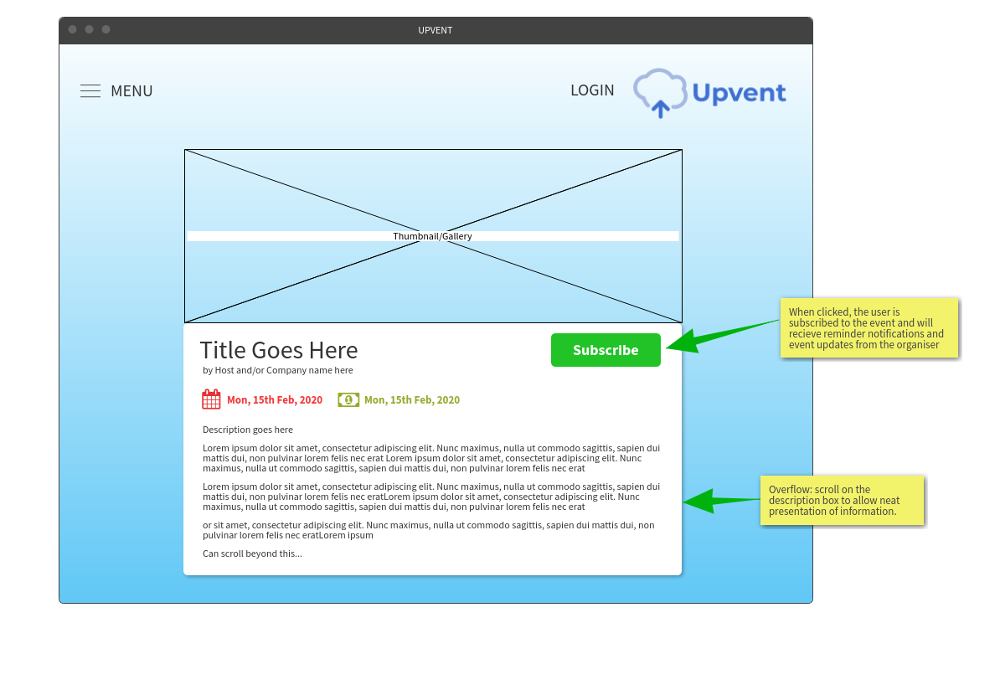 UPVENT
MENU
LOGIN
Upvent
Thumbnail/Gallery
Title Goes Here
Subscribe
by Host and/or Company name here
Mon, 15th Feb, 2020
1
Mon, 15th Feb, 2020
Description goes here
Lorem ipsum dolor sit amet, consectetur adipiscing elit. Nunc maximus, nulla ut commodo sagittis, sapien dui
mattis dui, non pulvinar lorem felis nec erat Lorem ipsum dolor sit amet, consectetur adipiscing elit. Nunc
maximus, nulla ut commodo sagittis, sapien dui mattis dui, non pulvinar lorem felis nec erat
Lorem ipsum dolor sit amet, consectetur adipiscing elit. Nunc maximus, nulla ut commodo sagittis, sapien dui
mattis dui, non pulvinar lorem felis nec eratLorem ipsum dolor sit amet, consectetur adipiscing elit. Nunc
maximus, nulla ut commodo sagittis, sapien dui mattis dui, non pulvinar lorem felis nec erat
or sit amet, consectetur adipiscing elit. Nunc maximus, nulla ut commodo sagittis, sapien dui mattis dui, non
pulvinar lorem felis nec eratLorem ipsum
Can scroll beyond this...
When clicked, the user is
subscribed to the event and will
recieve reminder notifications and
event updates from the organiser
Overflow: scroll on the
description box to allow neat
presentation of information.